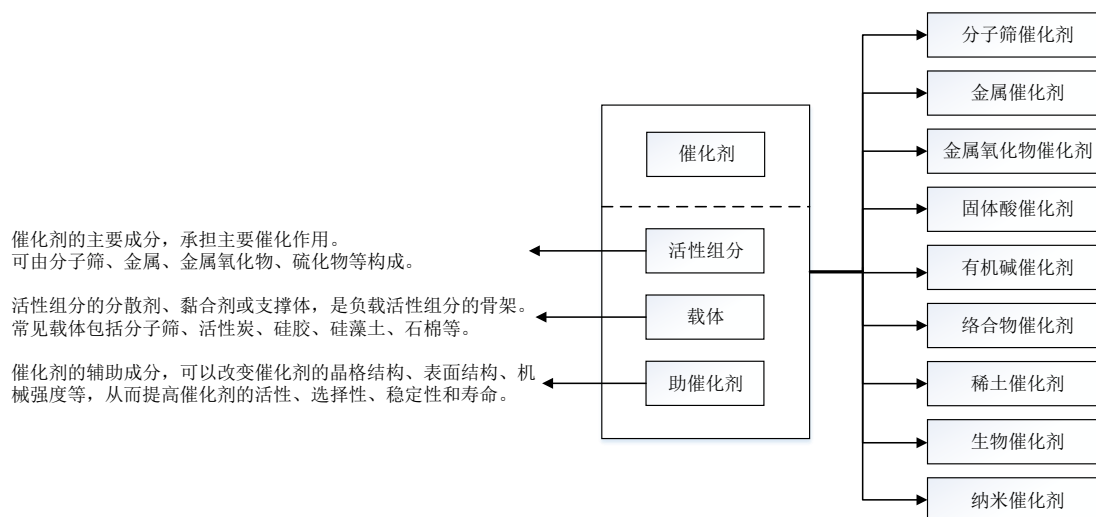 催化剂的主要成分，承担主要催化作用。
可由分子筛、金属、金属氧化物、硫化物等构成。
活性组分的分散剂、黏合剂或支撑体，是负载活性组分的骨架。
常见载体包括分子筛、活性炭、硅胶、硅藻土、石棉等。
催化剂的辅助成分，可以改变催化剂的晶格结构、表面结构、机
械强度等，从而提高催化剂的活性、选择性、稳定性和寿命。
催化剂
活性组分
载体
助催化剂
分子筛催化剂
金属催化剂
金属氧化物催化剂
固体酸催化剂
有机碱催化剂
络合物催化剂
稀土催化剂
生物催化剂
纳米催化剂